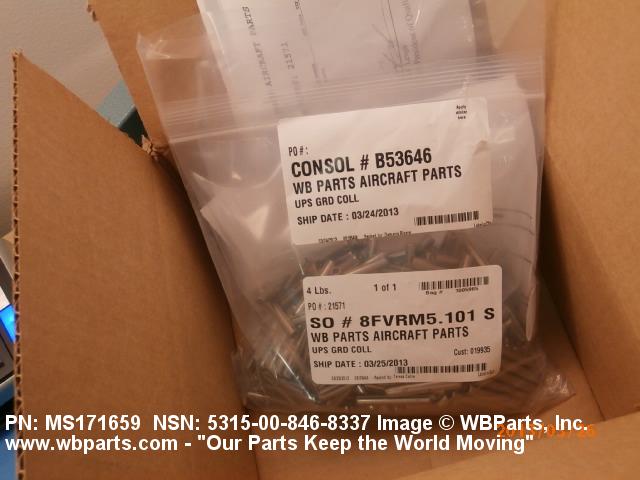 AIRCRAFT PARTS
21571
PO #:
CONSOL # B53646
WB PARTS AIRCRAFT PARTS
UPS GRD COLL
SHIP DATE : 03/24/2013
4 Lbs. 1 of 1 Bag #
PO #: 21571
SO # 8FVRM5.101 S
WB PARTS AIRCRAFT PARTS
UPS GRD COLL Cust: 019935
SHIP DATE : 03/25/2013
PN: MS171659 NSN: 5315-00-846-8337 Image © WBParts, Inc.
www.wbparts.com - "Our Parts Keep the World Moving"